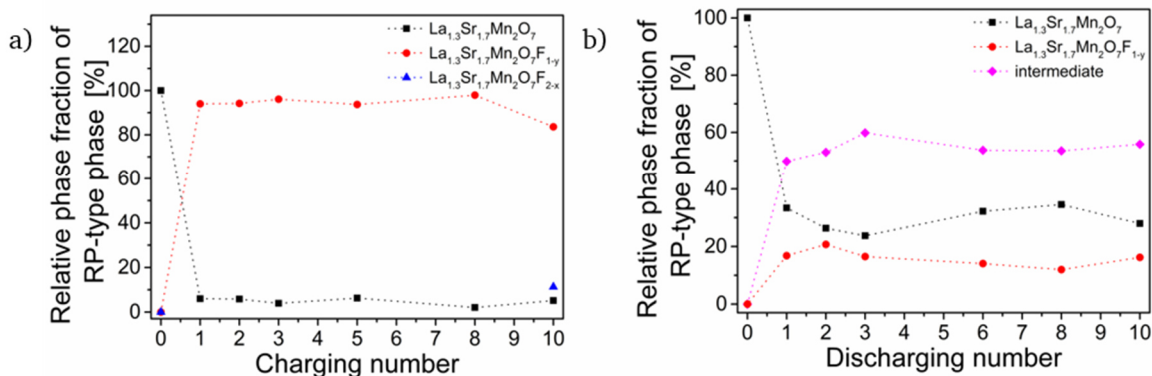 a)
Relative phase fraction of
RP-type phase [%]
120
100
80
60
40
20
0
La1.3Sr1.7Mn2O7
La1.3Sr1.7Mn2O7F1-y
La1.3Sr1.7Mn2O7F2-x
0 1 2 3 4 5 6 7 8 9 10
Charging number
b)
Relative phase fraction of
RP-type phase [%]
100
80
60
40
20
0
La1.3Sr1.7Mn2O7
La1.3Sr1.7Mn2O7F1-y
intermediate
0 1 2 3 4 5 6 7 8 9 10
Discharging number